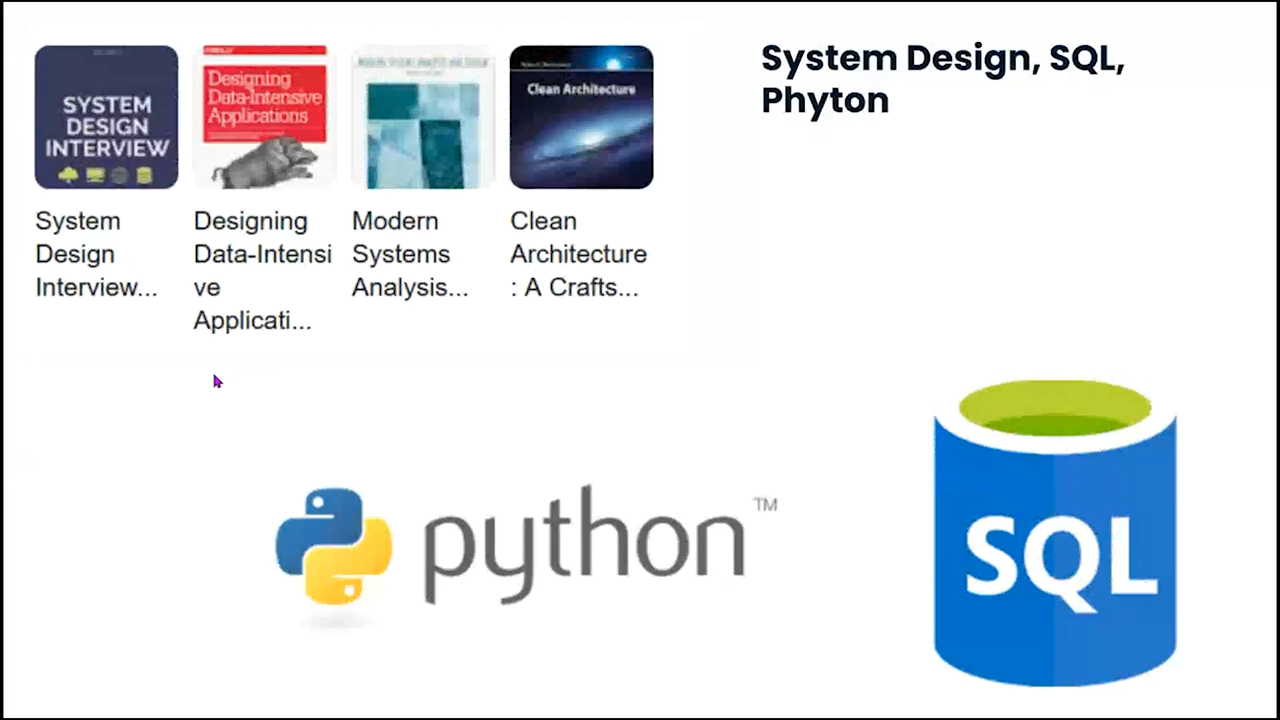 System Design, SQL,
Phyton
SYSTEM
DESIGN
INTERVIEW
O'REILLY
Designing
Data-Intensive
Applications
Clean Architecture
System
Design
Interview...
Designing
Data-Intensi
ve
Applicati...
Modern
Systems
Analysis...
Clean
Architecture
: A Crafts...
python
TM
SQL